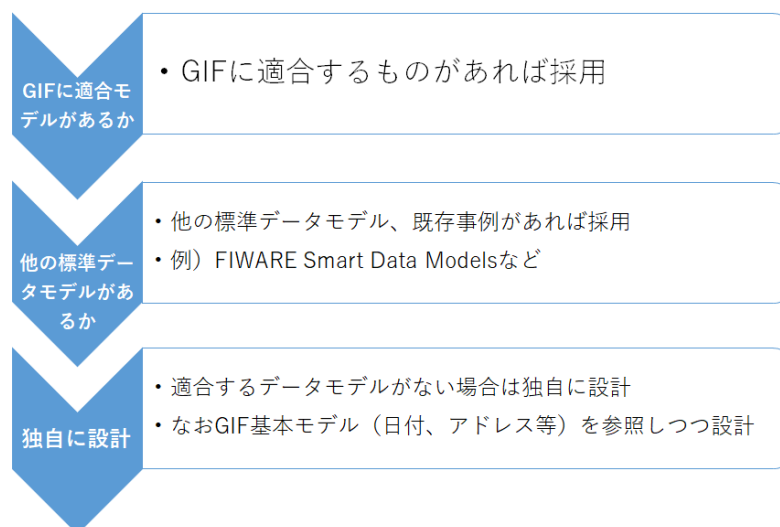 GIFに適合モ
デルがあるか
・GIFに適合するものがあれば採用
他の標準デー
タモデルがあ
るか
・他の標準データモデル、既存事例があれば採用
・例）FIWARE Smart Data Modelsなど
独自に設計
・適合するデータモデルがない場合は独自に設計
・なおGIF基本モデル（日付、アドレス等）を参照しつつ設計